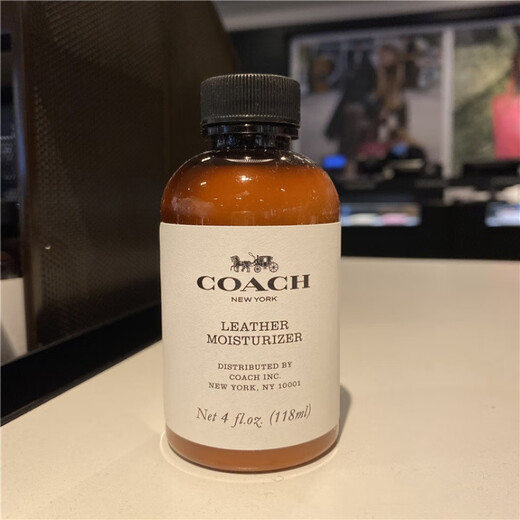 COACH
NEW YORK
LEATHER
MOISTURIZER
DISTRIBUTED BY
COACH INC.
NEW YORK, NY 10001
Net 4 fl.oz. (118ml)